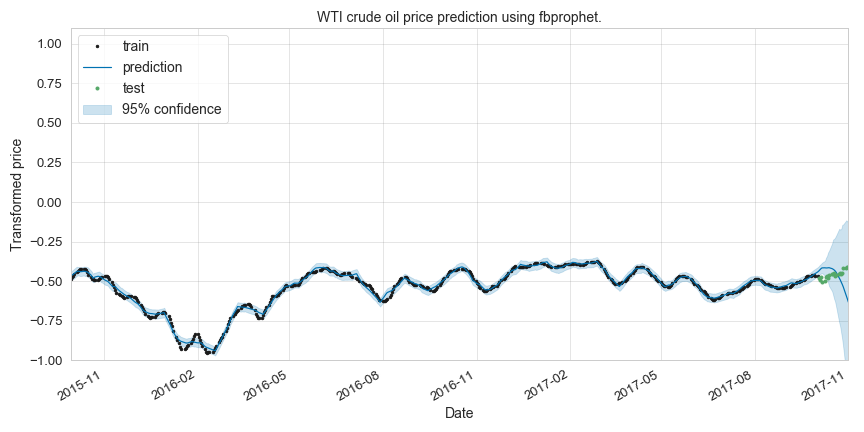 WTI crude oil price prediction using fbprophet.
train
prediction
test
95% confidence
Transformed price
1.00
0.75
0.50
0.25
0.00
−0.25
−0.50
−0.75
−1.00
2015-11
2016-02
2016-05
2016-08
2016-11
2017-02
2017-05
2017-08
2017-11
Date